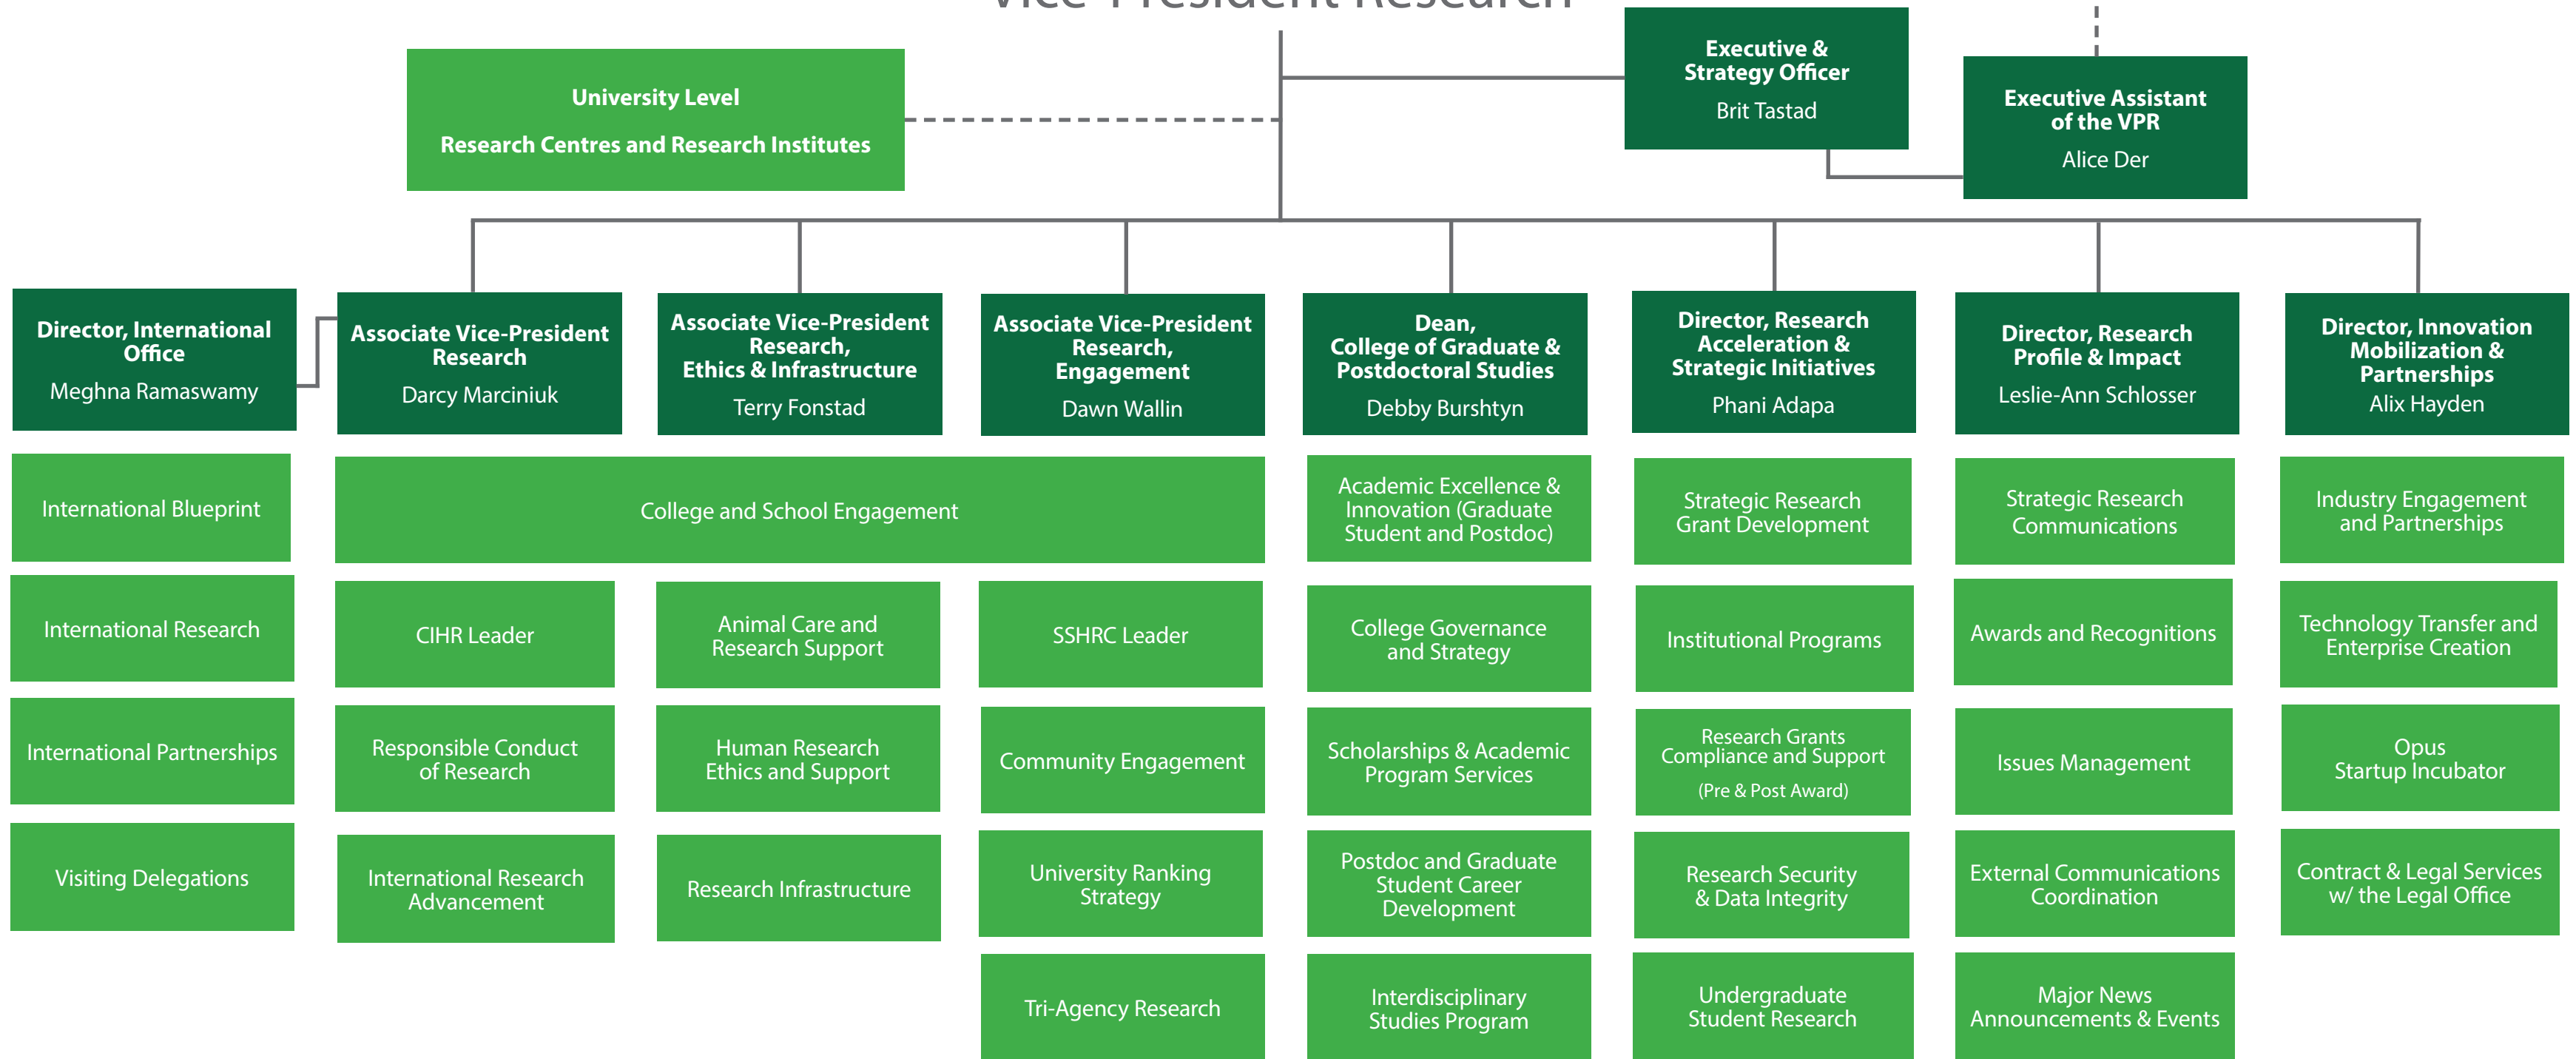 Vice-President Research
University Level
Research Centres and Research Institutes
Executive &
Strategy Officer
Brit Tastad
Executive Assistant
of the VPR
Alice Der
Director, International
Office
Meghna Ramaswamy
Associate Vice-President
Research
Darcy Marciniuk
Associate Vice-President
Research,
Ethics & Infrastructure
Terry Fonstad
Associate Vice-President
Research,
Engagement
Dawn Wallin
Dean,
College of Graduate &
Postdoctoral Studies
Debby Burshtyn
Director, Research
Acceleration &
Strategic Initiatives
Phani Adapa
Director, Research
Profile & Impact
Leslie-Ann Schlosser
Director, Innovation
Mobilization &
Partnerships
Alix Hayden
International Blueprint
College and School Engagement
Academic Excellence &
Innovation (Graduate
Student and Postdoc)
Strategic Research
Grant Development
Strategic Research
Communications
Industry Engagement
and Partnerships
International Research
CIHR Leader
Animal Care and
Research Support
SSHRC Leader
College Governance
and Strategy
Institutional Programs
Awards and Recognitions
Technology Transfer and
Enterprise Creation
International Partnerships
Responsible Conduct
of Research
Human Research
Ethics and Support
Community Engagement
Scholarships & Academic
Program Services
Research Grants
Compliance and Support
(Pre & Post Award)
Issues Management
Opus
Startup Incubator
Visiting Delegations
International Research
Advancement
Research Infrastructure
University Ranking
Strategy
Postdoc and Graduate
Student Career
Development
Research Security
& Data Integrity
External Communications
Coordination
Contract & Legal Services
w/ the Legal Office
Tri-Agency Research
Interdisciplinary
Studies Program
Undergraduate
Student Research
Major News
Announcements & Events